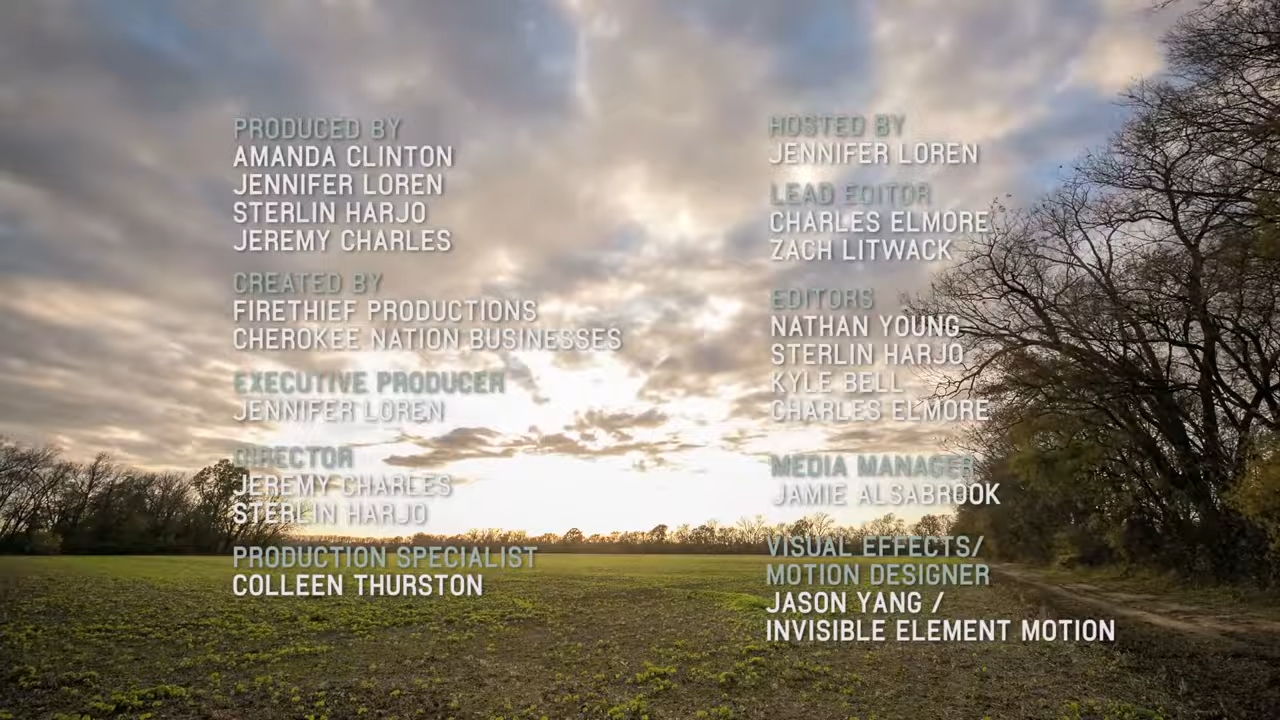 PRODUCED BY
AMANDA CLINTON
JENNIFER LOREN
STERLIN HARJO
JEREMY CHARLES
CREATED BY
FIRETHIEF PRODUCTIONS
CHEROKEE NATION BUSINESSES
EXECUTIVE PRODUCER
JENNIFER LOREN
DIRECTOR
JEREMY CHARLES
STERLIN HARJO
PRODUCTION SPECIALIST
COLLEEN THURSTON
HOSTED BY
JENNIFER LOREN
LEAD EDITOR
CHARLES ELMORE
ZACH LITWACK
EDITORS
NATHAN YOUNG
STERLIN HARJO
KYLE BELL
CHARLES ELMORE
MEDIA MANAGER
JAMIE ALSABROOK
VISUAL EFFECTS/
MOTION DESIGNER
JASON YANG /
INVISIBLE ELEMENT MOTION